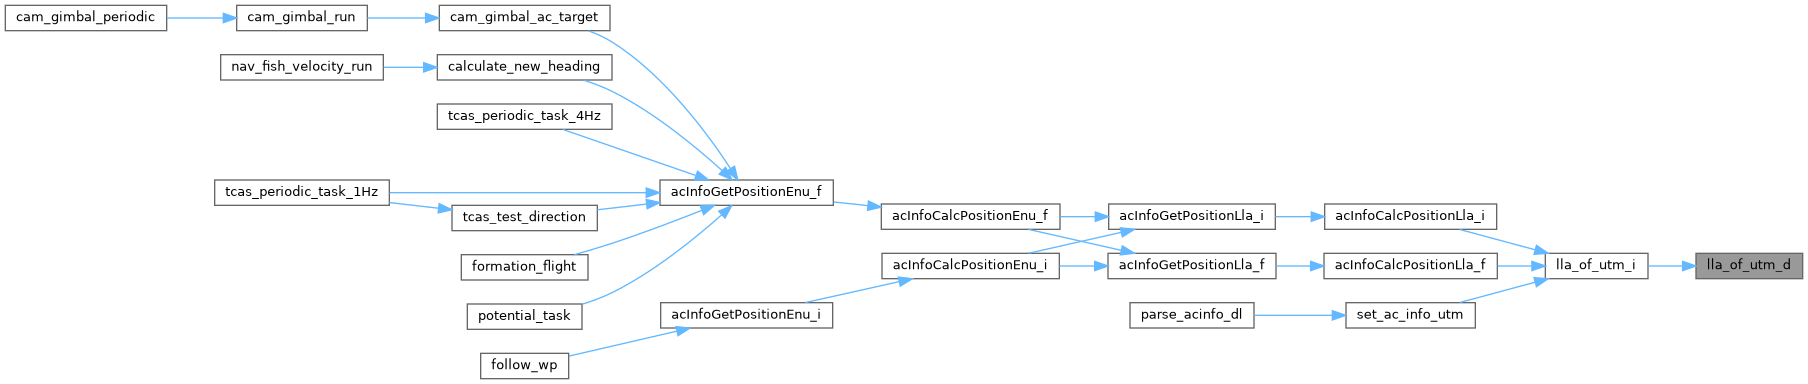 cam_gimbal_periodic
cam_gimbal_run
cam_gimbal_ac_target
nav_fish_velocity_run
calculate_new_heading
tcas_periodic_task_4Hz
tcas_periodic_task_1Hz
acInfoGetPositionEnu_f
tcas_test_direction
acInfoCalcPositionEnu_f
acInfoGetPositionLla_i
acInfoCalcPositionLla_i
formation_flight
acInfoCalcPositionEnu_i
acInfoGetPositionLla_f
acInfoCalcPositionLla_f
lla_of_utm_i
lla_of_utm_d
potential_task
acInfoGetPositionEnu_i
parse_acinfo_dl
set_ac_info_utm
follow_wp